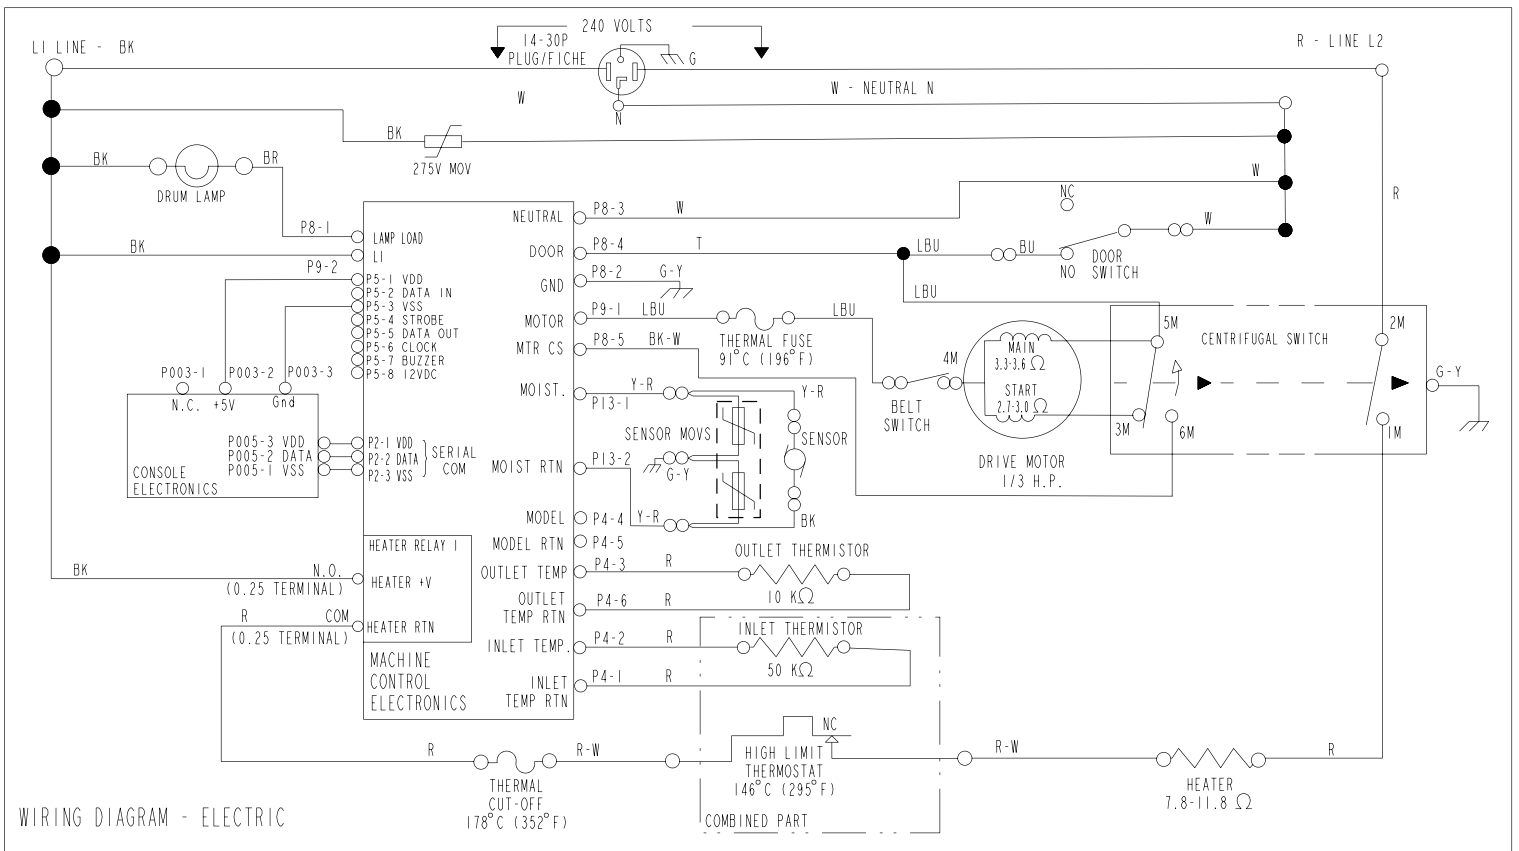 240 VOLTS
L1 LINE - BK
14-30P
PLUG/FICHE
G
R - LINE L2
W
N
W - NEUTRAL N
BK
275V MOV
BK
BR
DRUM LAMP
W
NC
R
P8-1
LAMP LOAD
BK
L1
P9-2
NEUTRAL
P8-3
W
W
DOOR
P8-4
T
LBU
BU
NO
DOOR
SWITCH
GND
P8-2
G-Y
LBU
P5-1 VDD
P5-2 DATA IN
P5-3 VSS
P5-4 STROBE
P5-5 DATA OUT
P5-6 CLOCK
P5-7 BUZZER
P5-8 12VDC
MOTOR
P9-1
LBU
THERMAL FUSE
91°C (196°F)
LBU
MTR CS
P8-5
BK-W
MAIN
3.3-3.6 Ω
START
2.7-3.0 Ω
4M
5M
CENTRIFUGAL SWITCH
2M
G-Y
3M
6M
1M
BELT
SWITCH
DRIVE MOTOR
1/3 H.P.
P003-1
P003-2
P003-3
N.C.
+5V
Gnd
MOIST.
Y-R
P13-1
Y-R
SENSOR MOVS
SENSOR
G-Y
P005-3 VDD
P005-2 DATA
P005-1 VSS
P2-1 VDD
P2-2 DATA
P2-3 VSS
SERIAL
COM
CONSOLE
ELECTRONICS
MOIST RTN
P13-2
MODEL
P4-4
Y-R
BK
MODEL RTN
P4-5
HEATER RELAY 1
BK
N.O.
(0.25 TERMINAL)
HEATER +V
OUTLET TEMP
P4-3
R
OUTLET THERMISTOR
10 KΩ
OUTLET
TEMP RTN
P4-6
R
R
COM
(0.25 TERMINAL)
HEATER RTN
INLET TEMP.
P4-2
R
INLET THERMISTOR
50 KΩ
MACHINE
CONTROL
ELECTRONICS
INLET
TEMP RTN
P4-1
R
R
THERMAL
CUT-OFF
178°C (352°F)
R-W
NC
HIGH LIMIT
THERMOSTAT
146°C (295°F)
COMBINED PART
R-W
HEATER
7.8-11.8 Ω
R
WIRING DIAGRAM - ELECTRIC